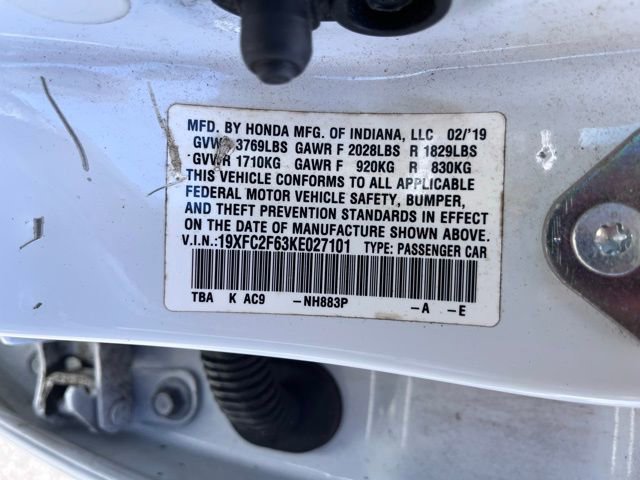 MFD. BY HONDA MFG. OF INDIANA, LLC 02/'19
GVWR 3769LBS GAWR F 2028LBS R 1829LBS
GVWR 1710KG GAWR F 920KG R 830KG
THIS VEHICLE CONFORMS TO ALL APPLICABLE
FEDERAL MOTOR VEHICLE SAFETY, BUMPER,
AND THEFT PREVENTION STANDARDS IN EFFECT
ON THE DATE OF MANUFACTURE SHOWN ABOVE.
V.I.N.:19XFC2F63KE027101 TYPE: PASSENGER CAR
TBA K AC9 -NH883P -A -E